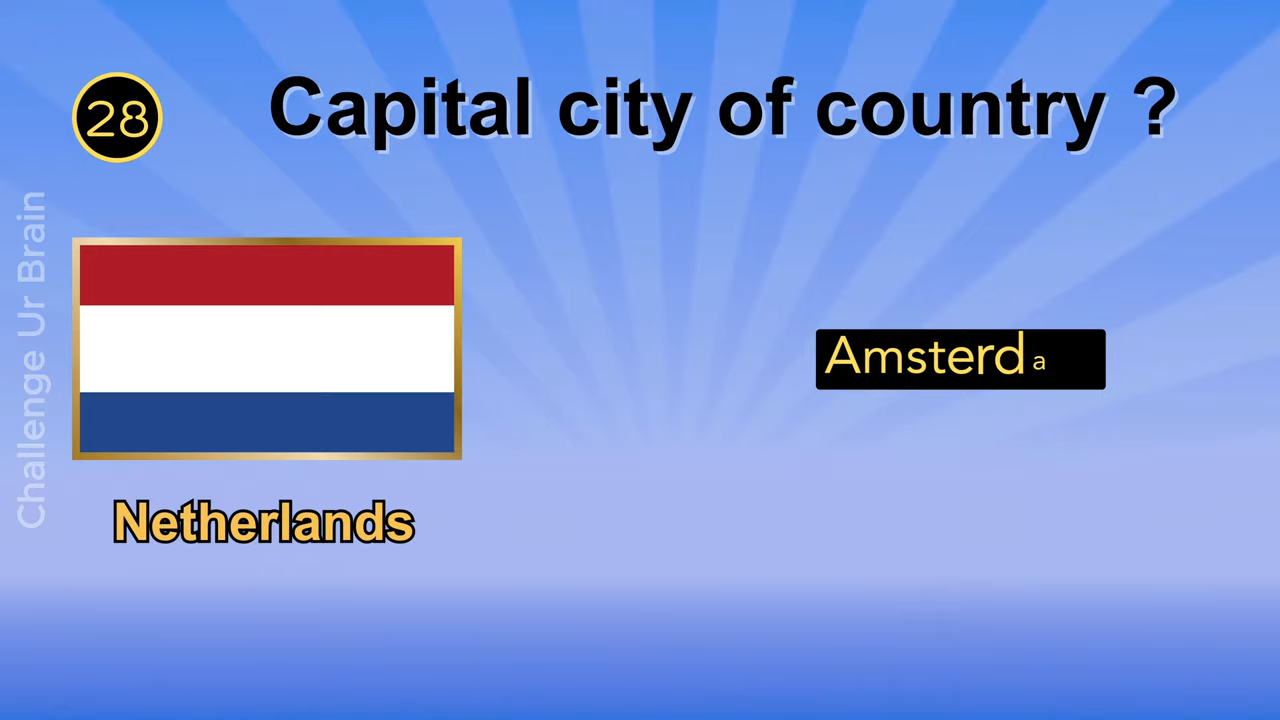 28
Capital city of country ?
Challenge Ur Brain
Amsterda
Netherlands